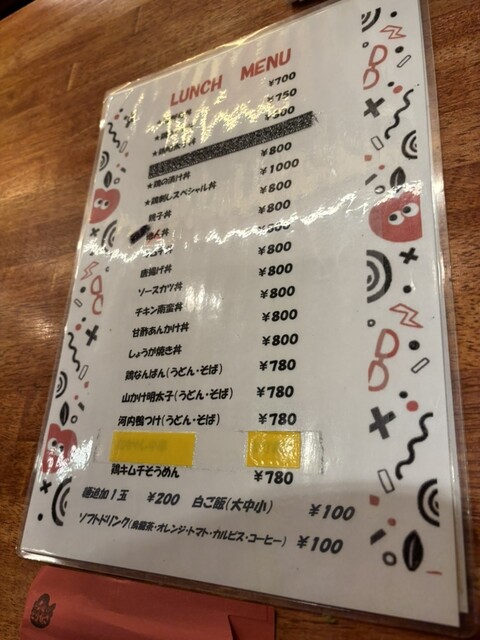 LUNCH MENU
¥700
¥750
¥800
¥800
★鶏の漬け丼 ¥1000
★鶏刺しスペシャル丼 ¥800
親子丼 ¥800
丼 ¥800
¥800
唐揚げ丼 ¥800
ソースカツ丼 ¥800
チキン南蛮丼 ¥800
甘酢あんかけ丼 ¥800
しょうが焼き丼 ¥800
鶏なんばん(うどん・そば) ¥780
山かけ明太子(うどん・そば) ¥780
河内鴨つけ(うどん・そば) ¥780
鶏キムチそうめん ¥780
麺追加1玉 ¥200 白ご飯(大中小) ¥100
ソフトドリンク(烏龍茶・オレンジ・トマト・カルピス・コーヒー) ¥100